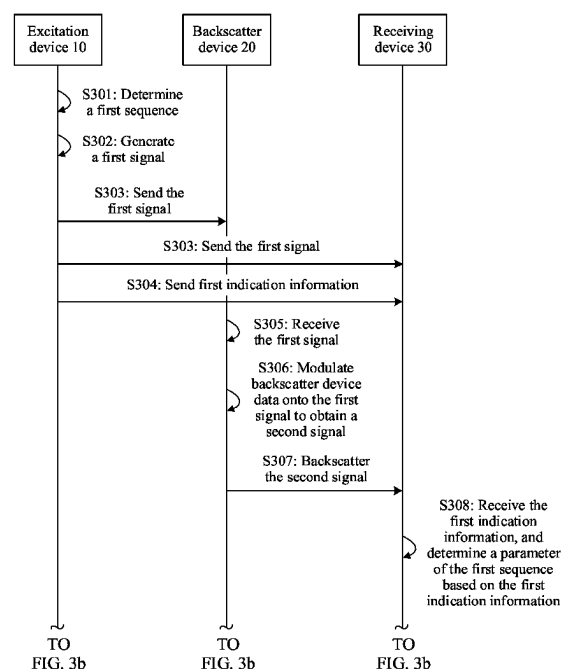 Excitation
device 10
Backscatter
device 20
Receiving
device 30
S301: Determine
a first sequence
S302: Generate
a first signal
S303: Send the
first signal
S303: Send the first signal
S304: Send first indication information
S305: Receive
the first signal
S306: Modulate
backscatter device
data onto the first
signal to obtain a
second signal
S307: Backscatter
the second signal
S308: Receive the
first indication
information, and
determine a parameter
of the first sequence
based on the first
indication information
TO
FIG. 3b
TO
FIG. 3b
TO
FIG. 3b